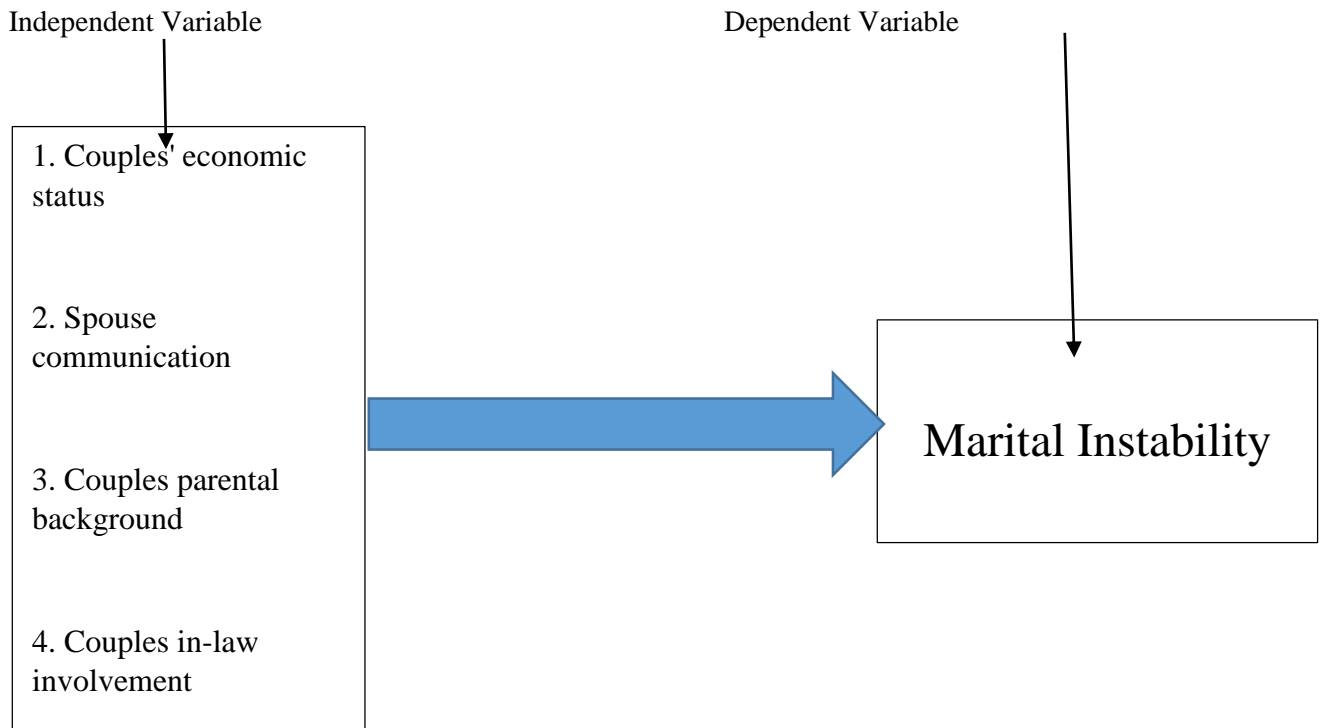 Independent Variable
Dependent Variable
1. Couples' economic
status
2. Spouse
communication
3. Couples parental
background
4. Couples in-law
involvement
Marital Instability